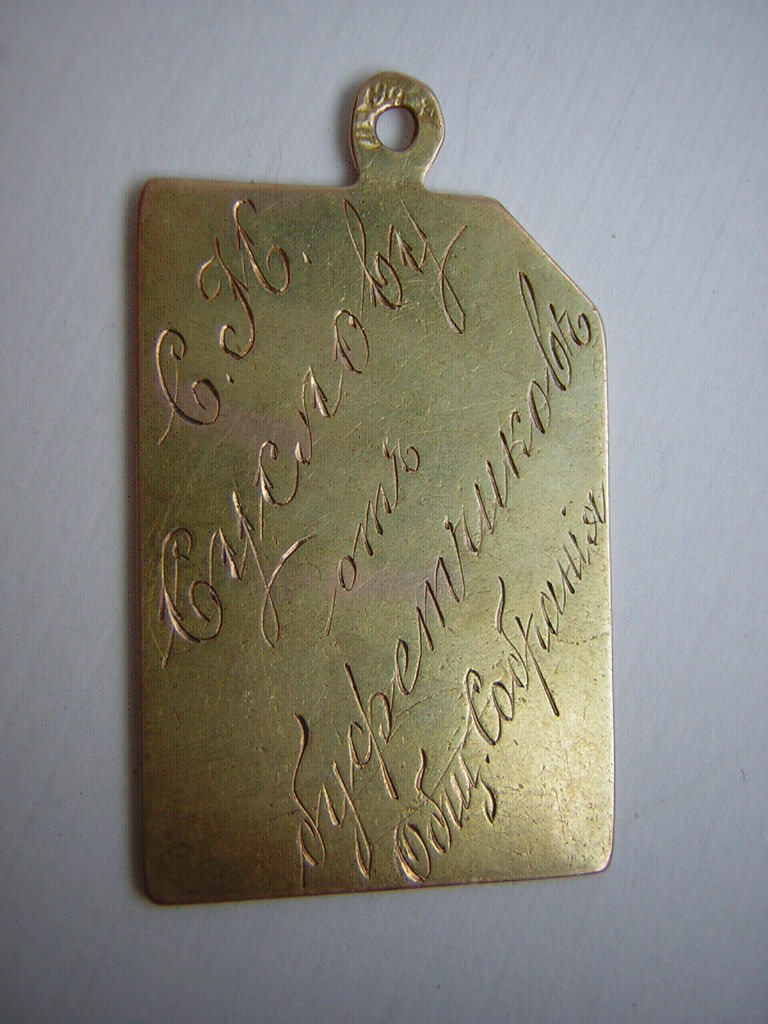 С. Н.
Суслову
отъ
буфетчиковъ
Общ. Собранія